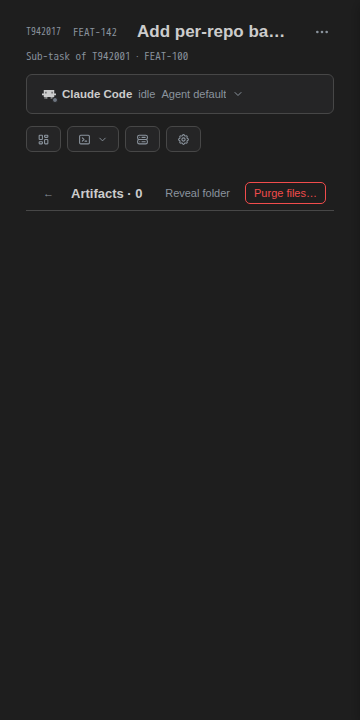 T942017 FEAT-142 Add per-repo ba…
Sub-task of T942001 · FEAT-100
Claude Code idle Agent default
← Artifacts · 0 Reveal folder Purge files…